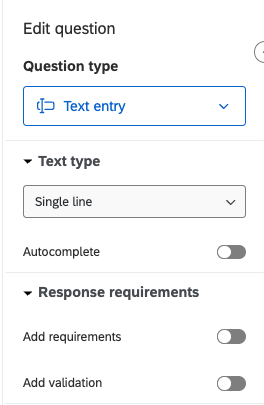 Edit question
Question type
Text entry
Text type
Single line
Autocomplete
Response requirements
Add requirements
Add validation